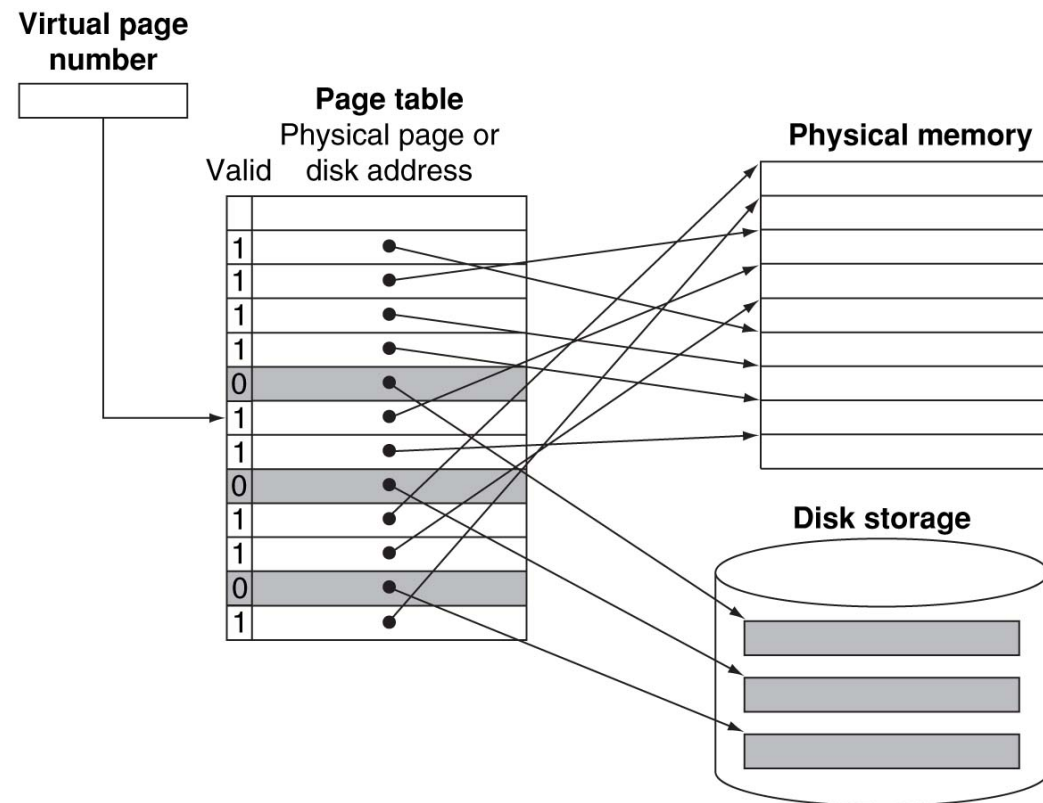 Virtual page
number
Page table
Physical page or
Valid disk address
Physical memory
1
1
1
1
0
1
1
0
1
1
0
1
Disk storage